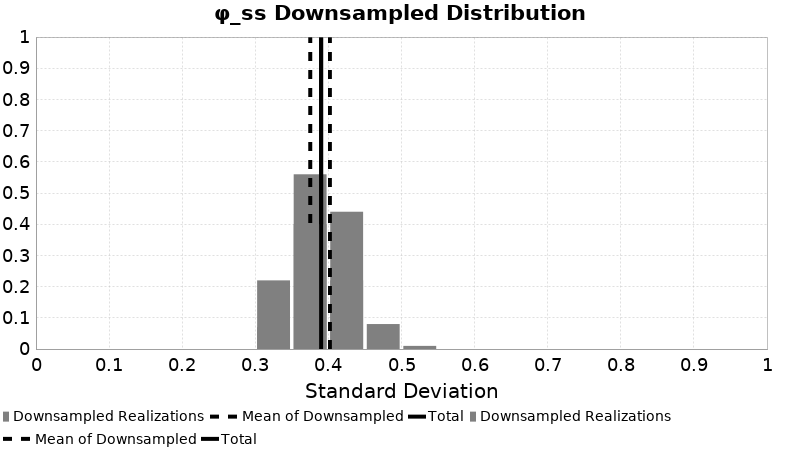 φ_ss Downsampled Distribution
1
0.9
0.8
0.7
0.6
0.5
0.4
0.3
0.2
0.1
0
0 0.1 0.2 0.3 0.4 0.5 0.6 0.7 0.8 0.9 1
Standard Deviation
Downsampled Realizations Mean of Downsampled Total Downsampled Realizations
Mean of Downsampled Total